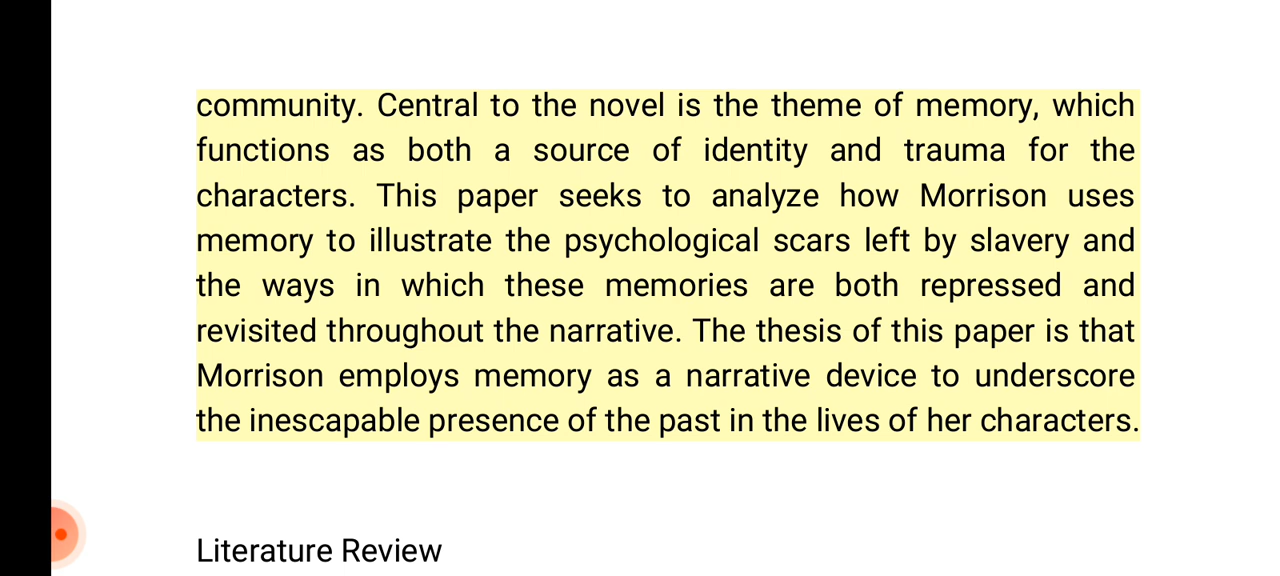 community. Central to the novel is the theme of memory, which
functions as both a source of identity and trauma for the
characters. This paper seeks to analyze how Morrison uses
memory to illustrate the psychological scars left by slavery and
the ways in which these memories are both repressed and
revisited throughout the narrative. The thesis of this paper is that
Morrison employs memory as a narrative device to underscore
the inescapable presence of the past in the lives of her characters.
Literature Review